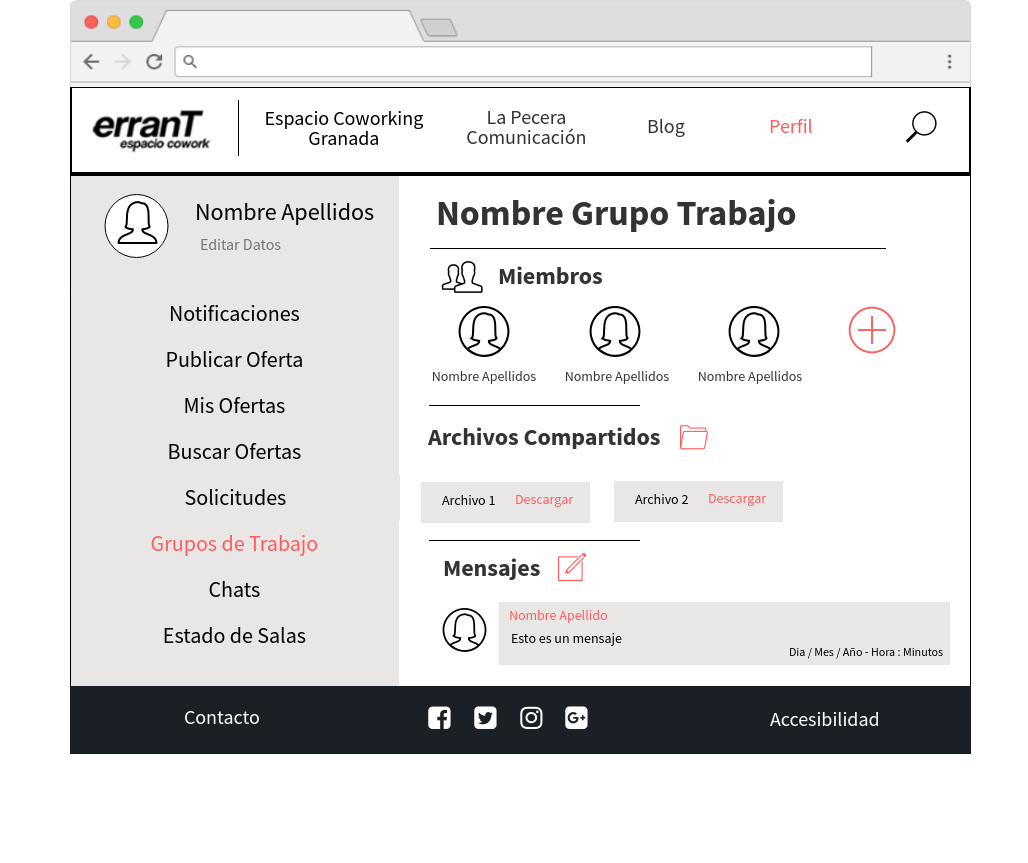 erranT
espacio cowork
Espacio Coworking
Granada
La Pecera
Comunicación
Blog
Perfil
Nombre Apellidos
Editar Datos
Notificaciones
Publicar Oferta
Mis Ofertas
Buscar Ofertas
Solicitudes
Grupos de Trabajo
Chats
Estado de Salas
Nombre Grupo Trabajo
Miembros
Nombre Apellidos
Nombre Apellidos
Nombre Apellidos
Archivos Compartidos
Archivo 1 Descargar
Archivo 2 Descargar
Mensajes
Nombre Apellido
Esto es un mensaje
Dia / Mes / Año - Hora : Minutos
Contacto
Accesibilidad